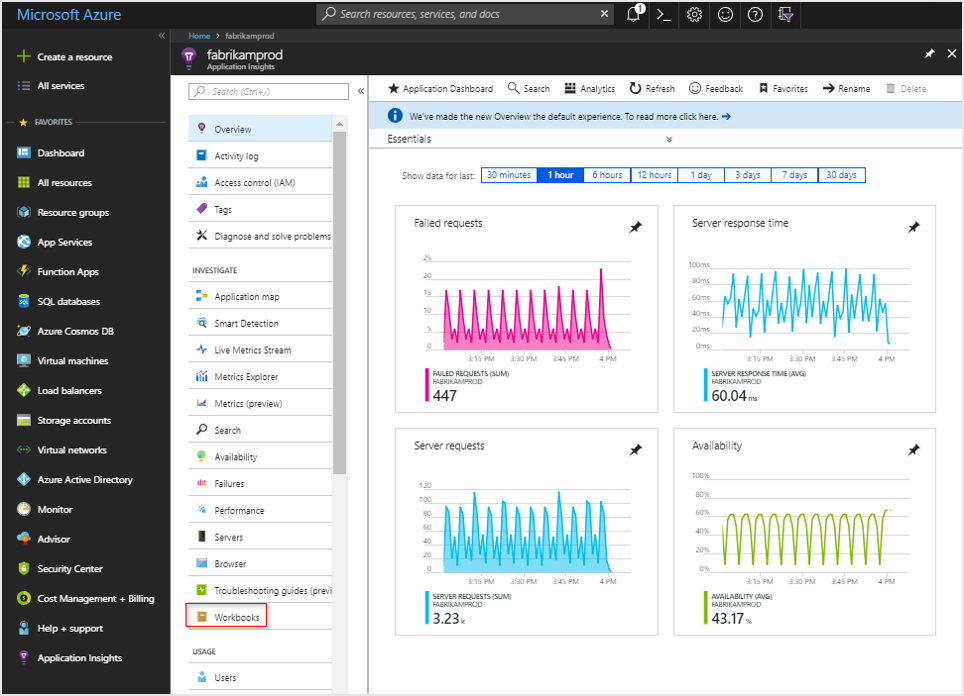 Microsoft Azure
Search resources, services, and docs
1
Home > fabrikamprod
fabrikamprod
Application Insights
Create a resource
All services
FAVORITES
Dashboard
All resources
Resource groups
App Services
Function Apps
SQL databases
Azure Cosmos DB
Virtual machines
Load balancers
Storage accounts
Virtual networks
Azure Active Directory
Monitor
Advisor
Security Center
Cost Management + Billing
Help + support
Application Insights
Search (Ctrl+/)
Overview
Activity log
Access control (IAM)
Tags
Diagnose and solve problems
INVESTIGATE
Application map
Smart Detection
Live Metrics Stream
Metrics Explorer
Metrics (preview)
Search
Availability
Failures
Performance
Servers
Browser
Troubleshooting guides (previ
Workbooks
USAGE
Users
Application Dashboard Search Analytics Refresh Feedback Favorites Rename Delete
We've made the new Overview the default experience. To read more click here.
Essentials
Show data for last: 30 minutes 1 hour 6 hours 12 hours 1 day 3 days 7 days 30 days
Failed requests
25
20
15
10
5
0
3:15 PM 3:30 PM 3:45 PM 4 PM
FAILED REQUESTS (SUM)
FABRIKAMPROD
447
Server response time
100ms
80ms
60ms
40ms
20ms
0ms
3:15 PM 3:30 PM 3:45 PM 4 PM
SERVER RESPONSE TIME (AVG)
FABRIKAMPROD
60.04 ms
Server requests
120
100
80
60
40
20
0
3:15 PM 3:30 PM 3:45 PM 4 PM
SERVER REQUESTS (SUM)
FABRIKAMPROD
3.23 k
Availability
100%
80%
60%
40%
20%
0%
3:15 PM 3:30 PM 3:45 PM 4 PM
AVAILABILITY (AVG)
FABRIKAMPROD
43.17 %